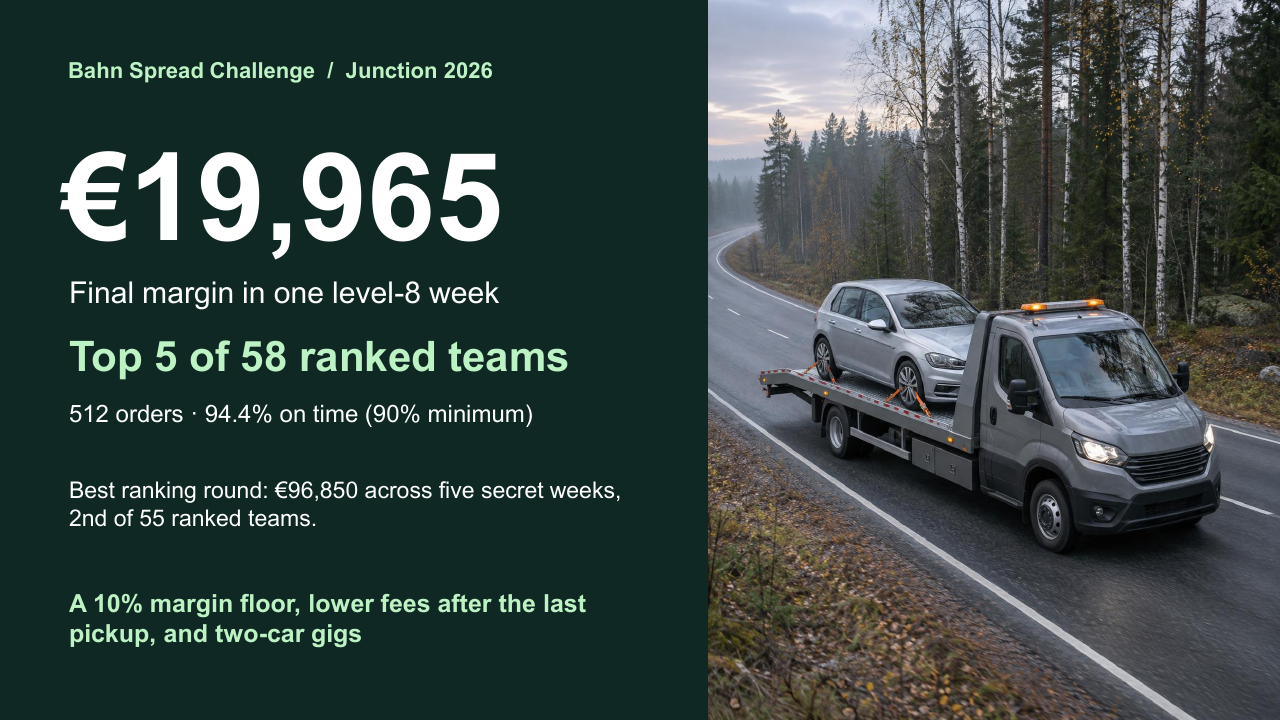 Bahn Spread Challenge / Junction 2026
€19,965
Final margin in one level-8 week
Top 5 of 58 ranked teams
512 orders · 94.4% on time (90% minimum)
Best ranking round: €96,850 across five secret weeks,
2nd of 55 ranked teams.
A 10% margin floor, lower fees after the last
pickup, and two-car gigs